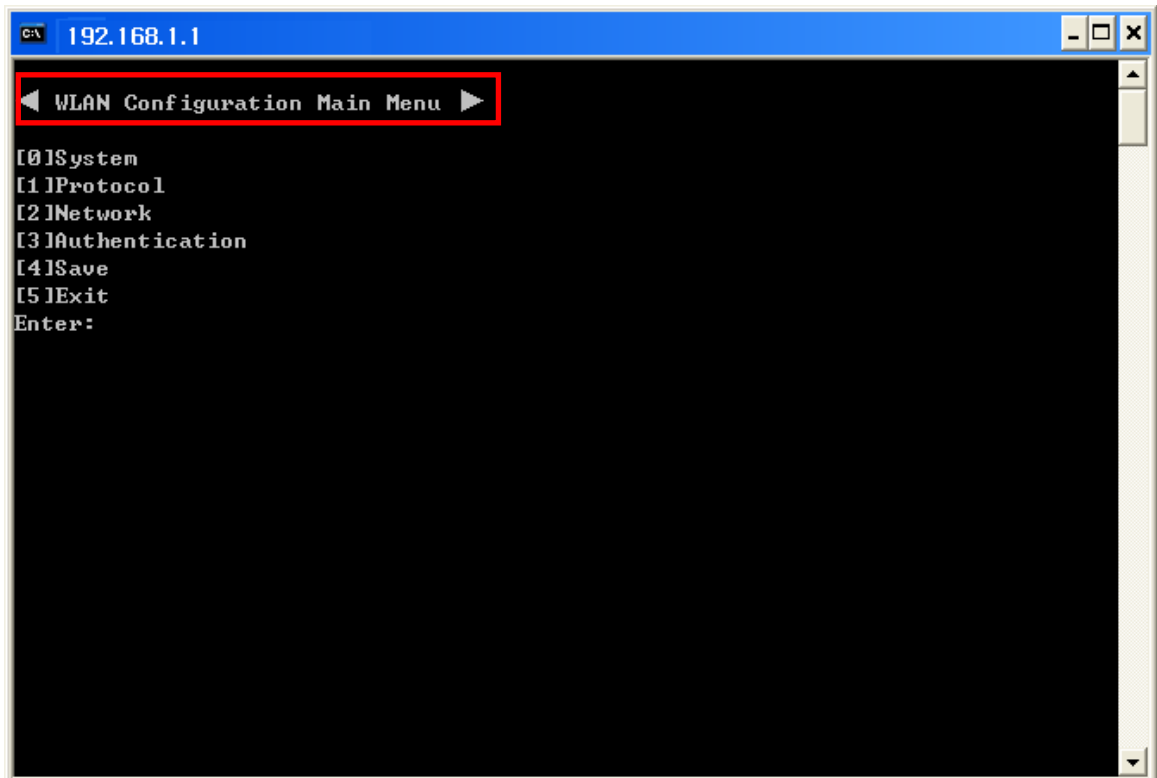 192.168.1.1
◄ WLAN Configuration Main Menu ►
[0]System
[1]Protocol
[2]Network
[3]Authentication
[4]Save
[5]Exit
Enter: